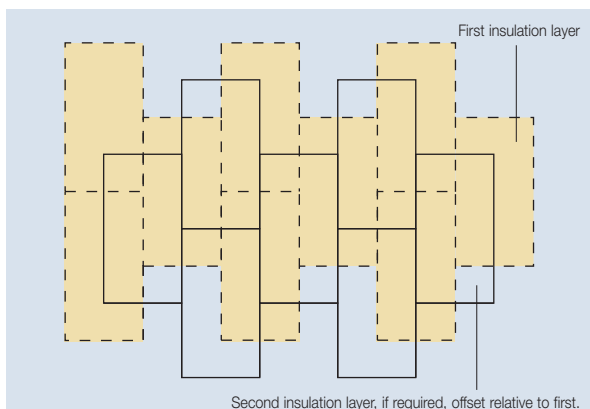 First insulation layer
Second insulation layer, if required, offset relative to first.